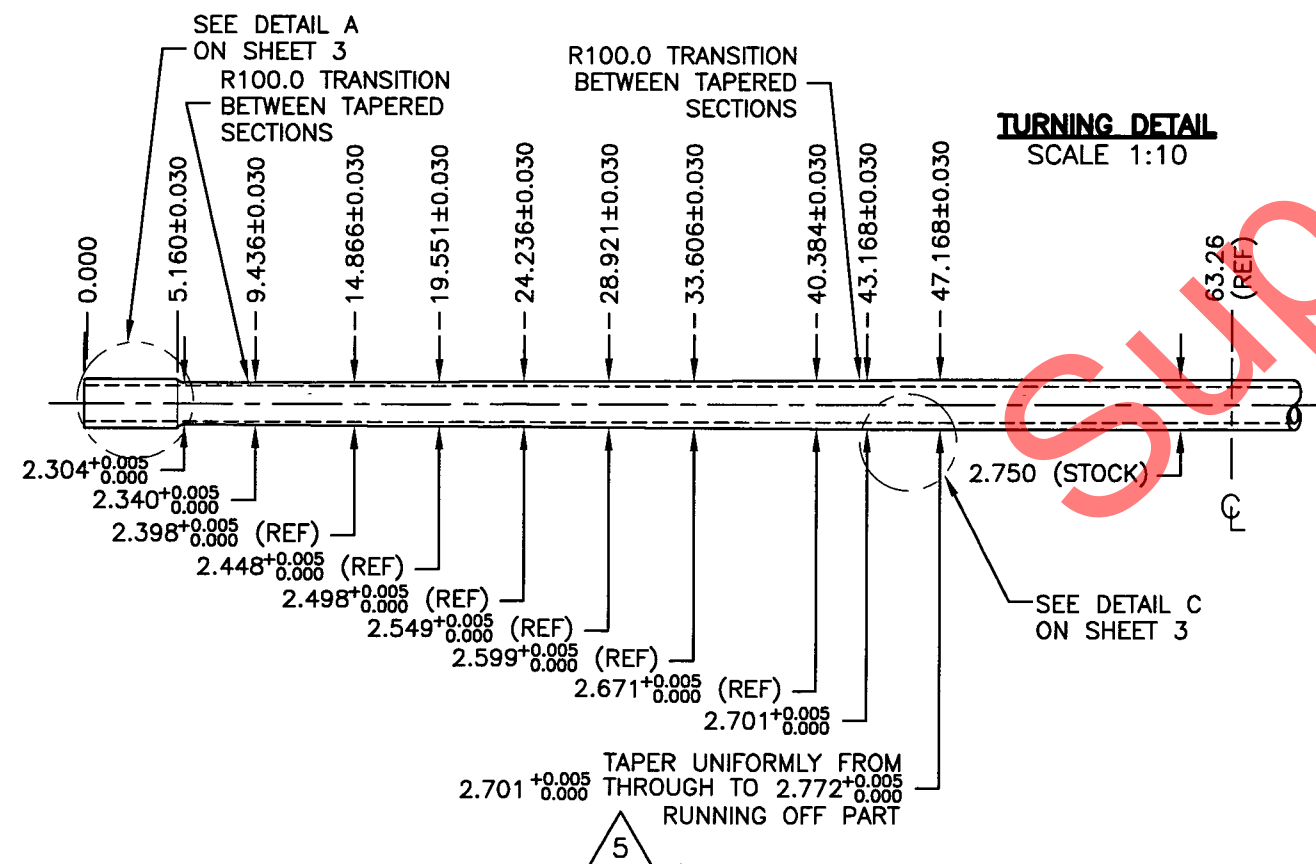 SEE DETAIL A
ON SHEET 3
R100.0 TRANSITION
BETWEEN TAPERED
SECTIONS
R100.0 TRANSITION
BETWEEN TAPERED
SECTIONS
TURNING DETAIL
SCALE 1:10
0.000
5.160±0.030
9.436±0.030
14.866±0.030
19.551±0.030
24.236±0.030
28.921±0.030
33.606±0.030
40.384±0.030
43.168±0.030
47.168±0.030
63.26
(REF)
Sup
2.304+0.005 0.000
2.340+0.005 0.000
2.398+0.005 0.000 (REF)
2.448+0.005 0.000 (REF)
2.498+0.005 0.000 (REF)
2.549+0.005 0.000 (REF)
2.599+0.005 0.000 (REF)
2.671+0.005 0.000 (REF)
2.701+0.005 0.000
2.750 (STOCK)
SEE DETAIL C
ON SHEET 3
TAPER UNIFORMLY FROM
2.701 +0.005 0.000 THROUGH TO 2.772+0.005 0.000
RUNNING OFF PART
5